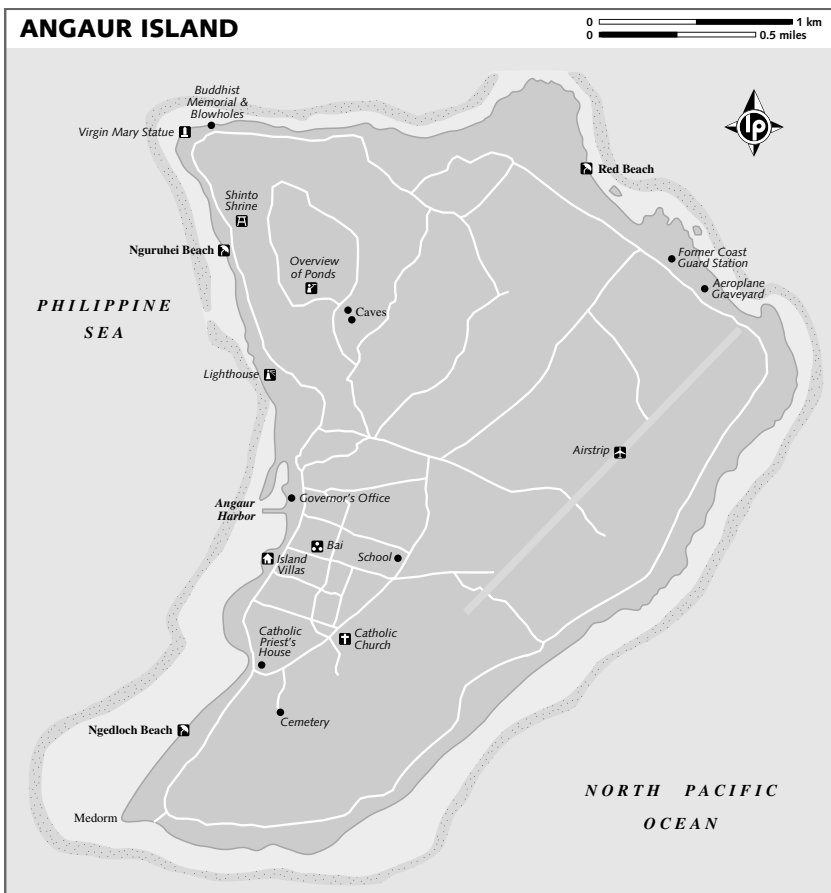 ANGAUR ISLAND
0 1 km
0 0.5 miles
Buddhist
Memorial &
Blowholes
Virgin Mary Statue
lp
Red Beach
Shinto
Shrine
Nguruhei Beach
Overview
of Ponds
Former Coast
Guard Station
Aeroplane
Graveyard
PHILIPPINE
SEA
Caves
Lighthouse
Airstrip
Governor's Office
Angaur
Harbor
Bai
Island
Villas
School
Catholic
Priest's
House
Catholic
Church
Cemetery
Ngedloch Beach
NORTH PACIFIC
OCEAN
Medorm